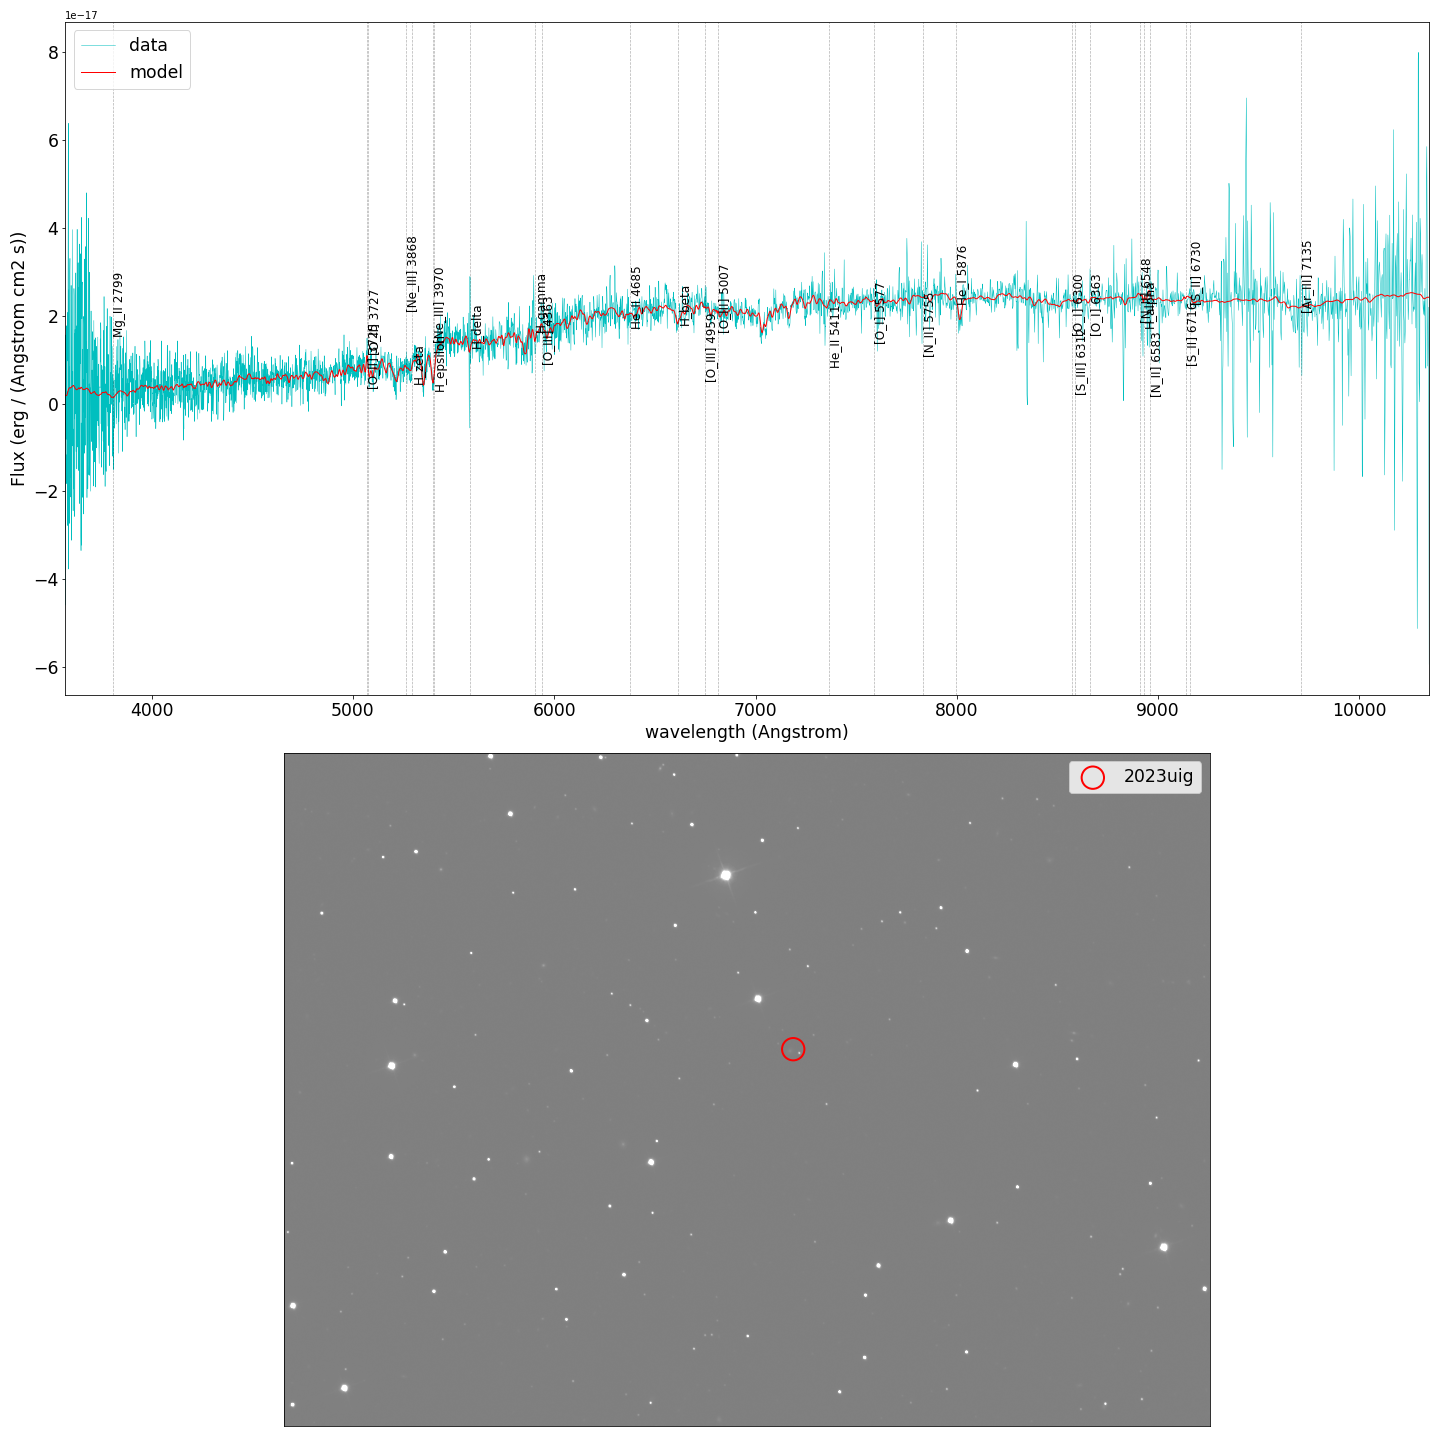 1e−17
data
model
Flux (erg / (Angstrom cm2 s))
8
6
4
2
0
−2
−4
−6
Mg_II 2799
[Ne_III] 3868
[Ne_III] 3970
H_zeta
H_epsilon
H_delta
H_gamma
[O_III] 4363
He_II 4685
H_beta
[O_III] 4959
[O_III] 5007
He_II 5411
[O_I] 5577
[N_II] 5755
He_I 5876
[O_I] 6300
[S_III] 6312
[O_I] 6363
[N_II] 6548
H_alpha
[N_II] 6583
[S_II] 6716
[S_II] 6730
[Ar_III] 7135
4000 5000 6000 7000 8000 9000 10000
wavelength (Angstrom)
2023uig